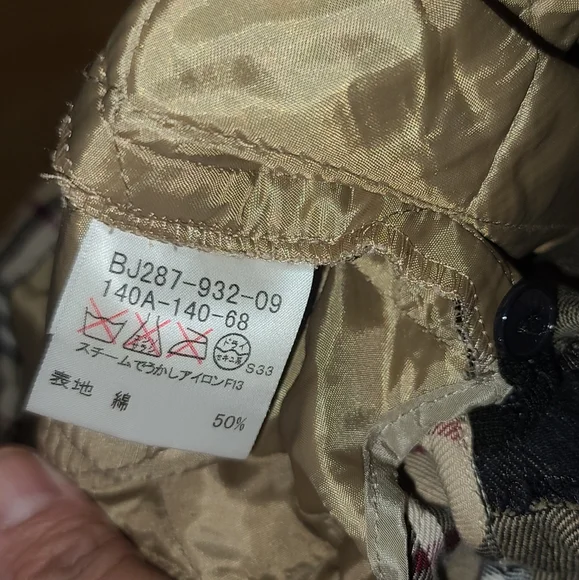 BJ287-932-09
140A-140-68
ドライ
セキユ系
S33
スチームでうかしアイロンF13
表地 綿 50%